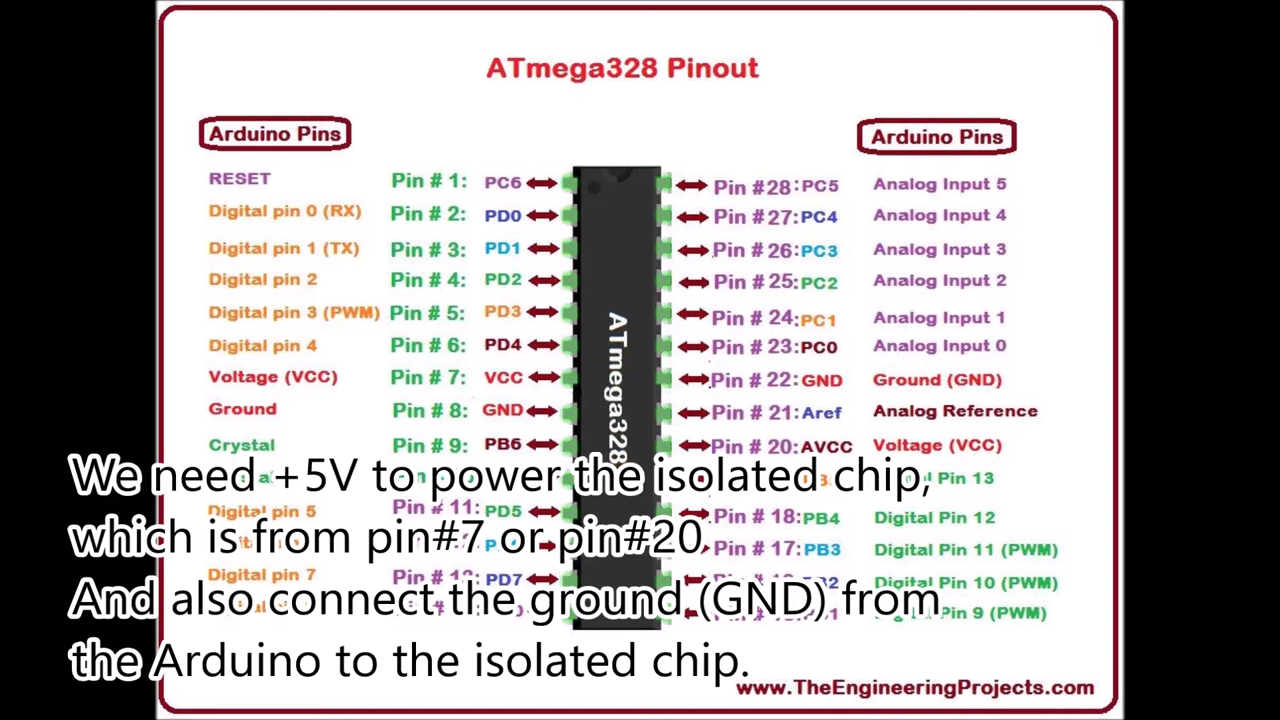 ATmega328 Pinout
Arduino Pins Arduino Pins
RESET Pin # 1: PC6 Pin #28: PC5 Analog Input 5
Digital pin 0 (RX) Pin # 2: PD0 Pin #27: PC4 Analog Input 4
Digital pin 1 (TX) Pin # 3: PD1 Pin # 26: PC3 Analog Input 3
Digital pin 2 Pin # 4: PD2 Pin # 25: PC2 Analog Input 2
Digital pin 3 (PWM) Pin # 5: PD3 Pin # 24: PC1 Analog Input 1
Digital pin 4 Pin # 6: PD4 Pin # 23: PC0 Analog Input 0
Voltage (VCC) Pin # 7: VCC Pin # 22: GND Ground (GND)
Ground Pin # 8: GND Pin # 21: Aref Analog Reference
Crystal Pin # 9: PB6 Pin # 20: AVCC Voltage (VCC)
ATmega328
13
Digital pin 5 11: PD5 Pin # 18: PB4 Digital Pin 12
Pin # 17: PB3 Digital Pin 11 (PWM)
Digital pin 7 PD7 Digital Pin 10 (PWM)
Pin 9 (PWM)
We need +5V to power the isolated chip,
which is from pin#7 or pin#20
And also connect the ground (GND) from
the Arduino to the isolated chip.
www.TheEngineeringProjects.com